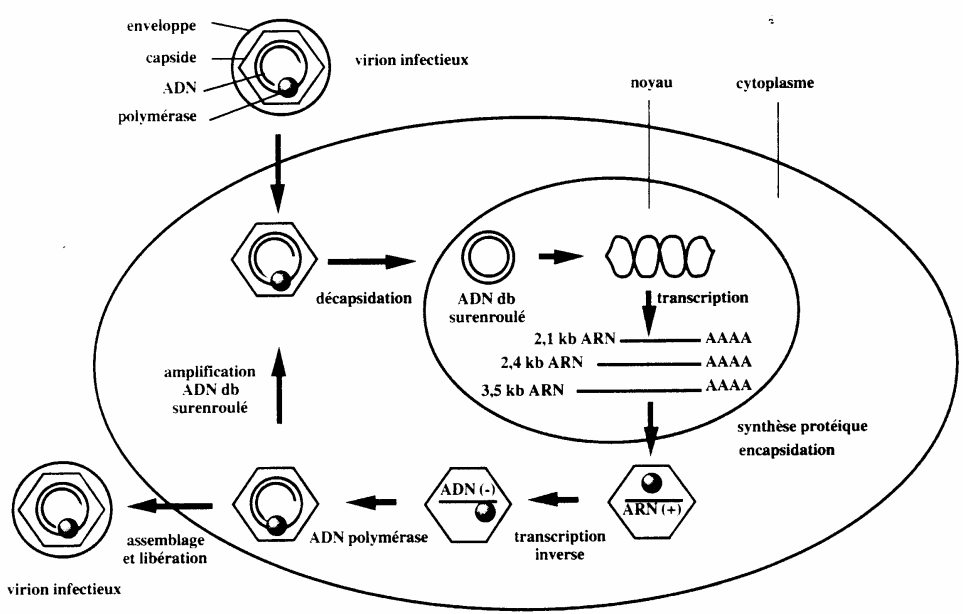 enveloppe
capside
ADN
polymérase
virion infectieux
noyau
cytoplasme
décapsidation
ADN db
surenroulé
transcription
2,1 kb ARN AAAA
2,4 kb ARN AAAA
3,5 kb ARN AAAA
amplification
ADN db
surenroulé
synthèse protéique
encapsidation
ADN (-)
ARN (+)
ADN polymérase
transcription
inverse
assemblage
et libération
virion infectieux